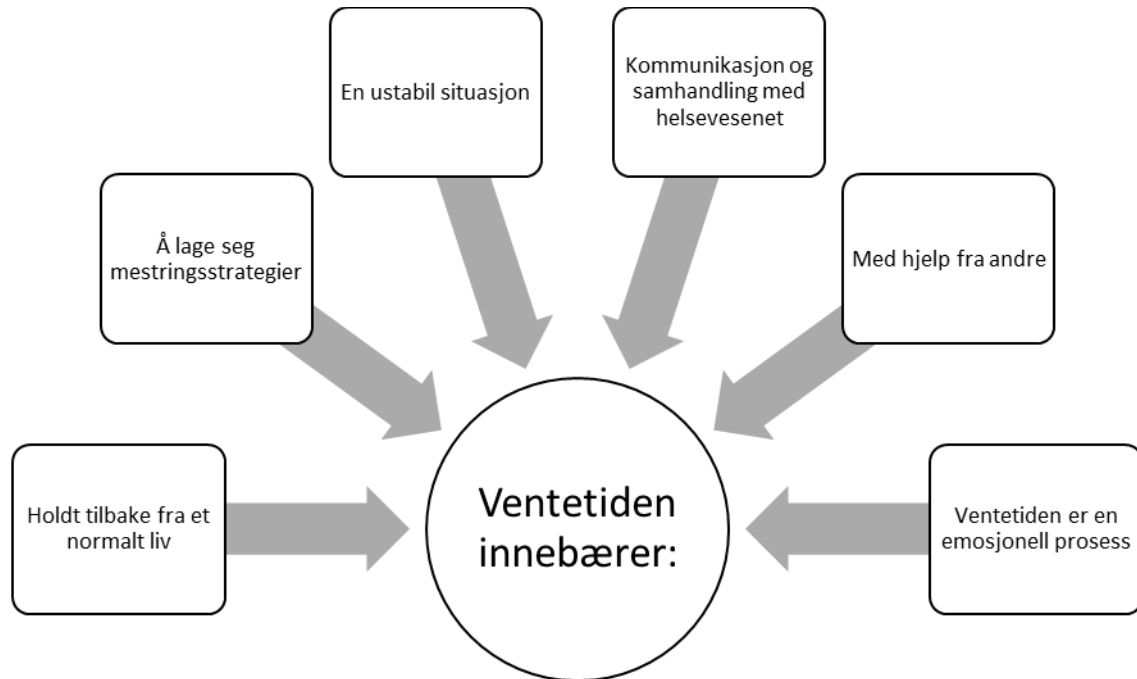 En ustabil situasjon
Kommunikasjon og
samhandling med
helsevesenet
Å lage seg
mestringsstrategier
Med hjelp fra andre
Holdt tilbake fra et
normalt liv
Ventetiden
innebærer:
Ventetiden er en
emosjonell prosess